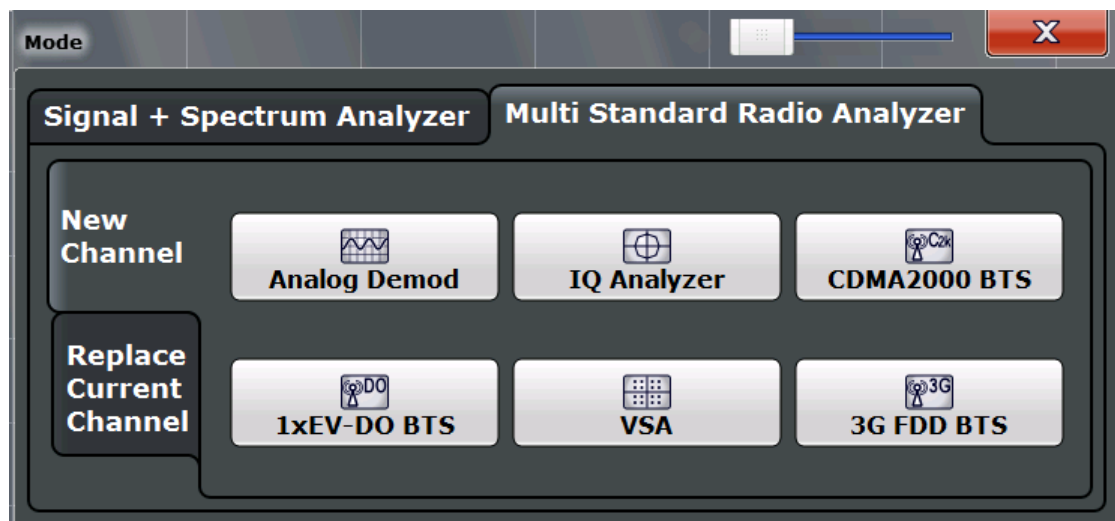 Mode
X
Signal + Spectrum Analyzer
Multi Standard Radio Analyzer
New
Channel
Analog Demod
IQ Analyzer
C2k
CDMA2000 BTS
Replace
Current
Channel
DO
1xEV-DO BTS
VSA
3G
3G FDD BTS